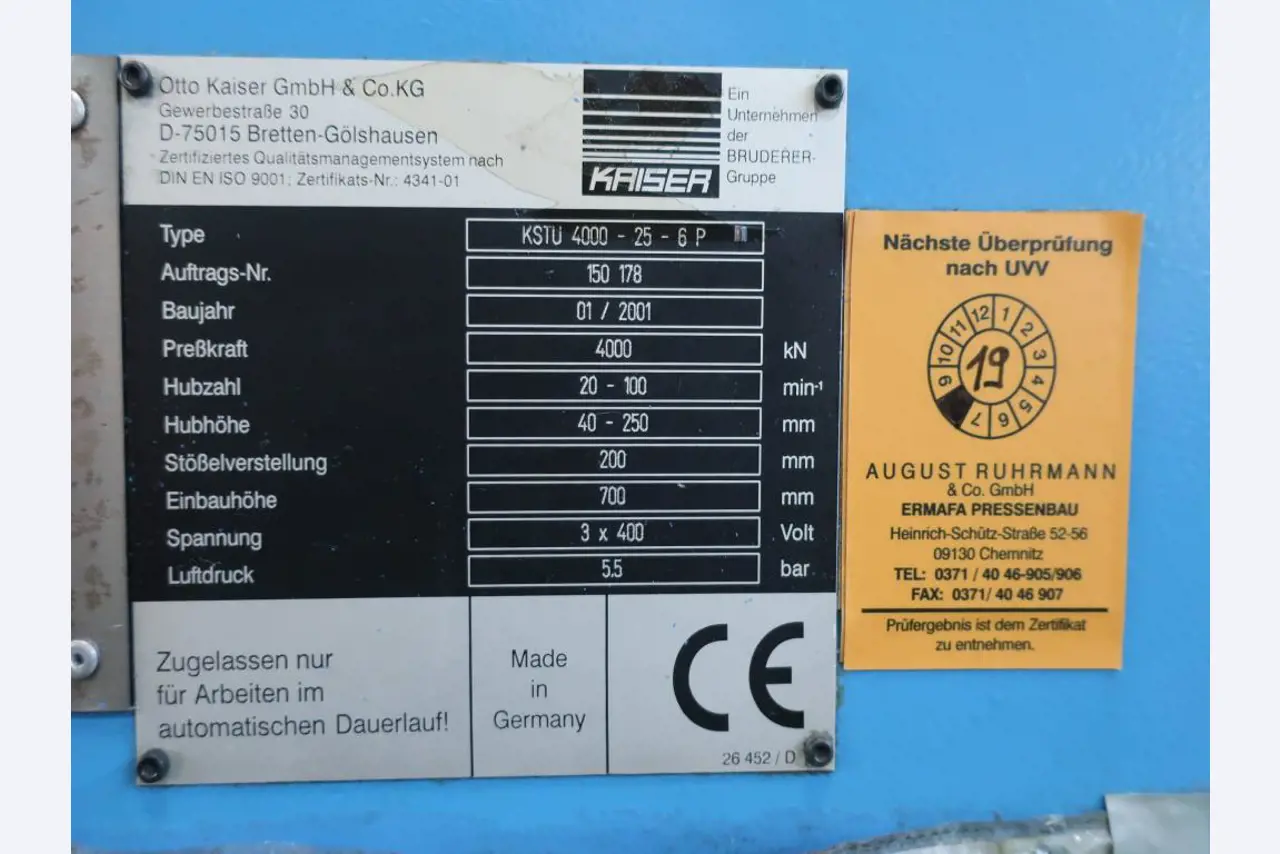 Otto Kaiser GmbH & Co.KG
Gewerbestraße 30
D-75015 Bretten-Gölshausen
Zertifiziertes Qualitätsmanagementsystem nach
DIN EN ISO 9001; Zertifikats-Nr.: 4341-01
KAISER
Ein
Unternehmen
der
BRUDERER-
Gruppe
Type KSTU 4000 - 25 - 6 P
Auftrags-Nr. 150 178
Baujahr 01 / 2001
Preßkraft 4000 kN
Hubzahl 20 - 100 min-¹
Hubhöhe 40 - 250 mm
Stößelverstellung 200 mm
Einbauhöhe 700 mm
Spannung 3 x 400 Volt
Luftdruck 5.5 bar
Zugelassen nur
für Arbeiten im
automatischen Dauerlauf!
Made
in
Germany
CE
26 452 / D
Nächste Überprüfung
nach UVV
12 1 2 3 4 5 6 7 9 10 11
19
AUGUST RUHRMANN
& Co. GmbH
ERMAFA PRESSENBAU
Heinrich-Schütz-Straße 52-56
09130 Chemnitz
TEL: 0371 / 40 46-905/906
FAX: 0371/ 40 46 907
Prüfergebnis ist dem Zertifikat
zu entnehmen.